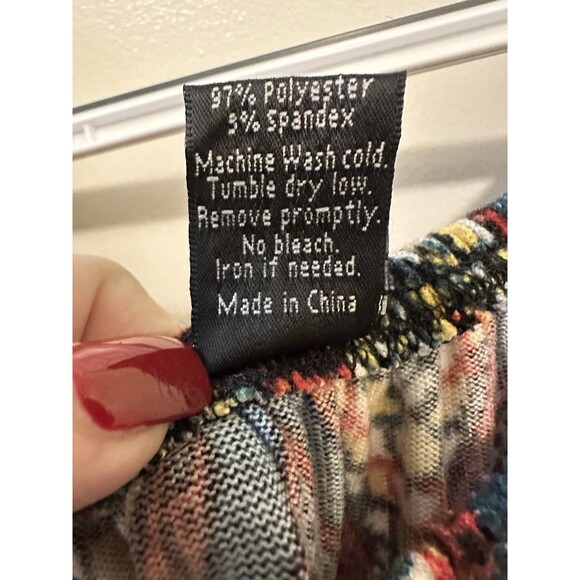 97% Polyester
3% Spandex
Machine Wash cold.
Tumble dry low.
Remove promptly.
No bleach.
Iron if needed.
Made in China